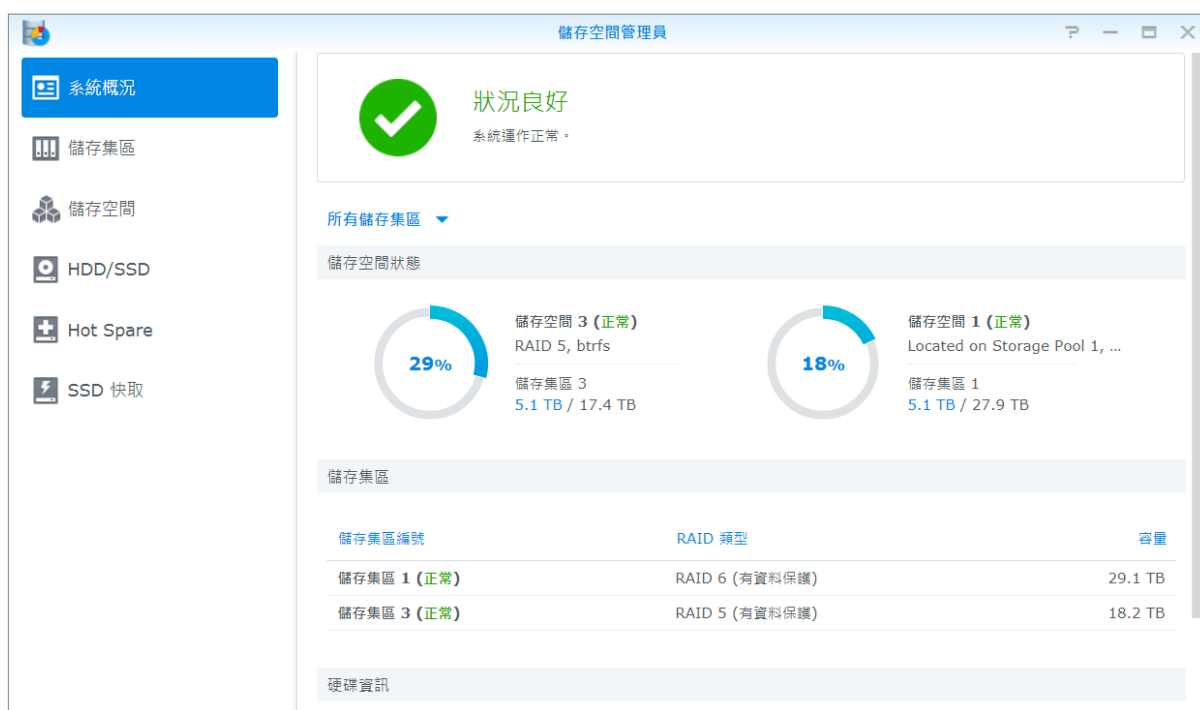 儲存空間管理員
系統概況
儲存集區
儲存空間
HDD/SSD
Hot Spare
SSD 快取
狀況良好
系統運作正常。
所有儲存集區
儲存空間狀態
29%
儲存空間 3 (正常)
RAID 5, btrfs
儲存集區 3
5.1 TB / 17.4 TB
18%
儲存空間 1 (正常)
Located on Storage Pool 1, ...
儲存集區 1
5.1 TB / 27.9 TB
儲存集區
儲存集區編號 RAID 類型 容量
儲存集區 1 (正常) RAID 6 (有資料保護) 29.1 TB
儲存集區 3 (正常) RAID 5 (有資料保護) 18.2 TB
硬碟資訊